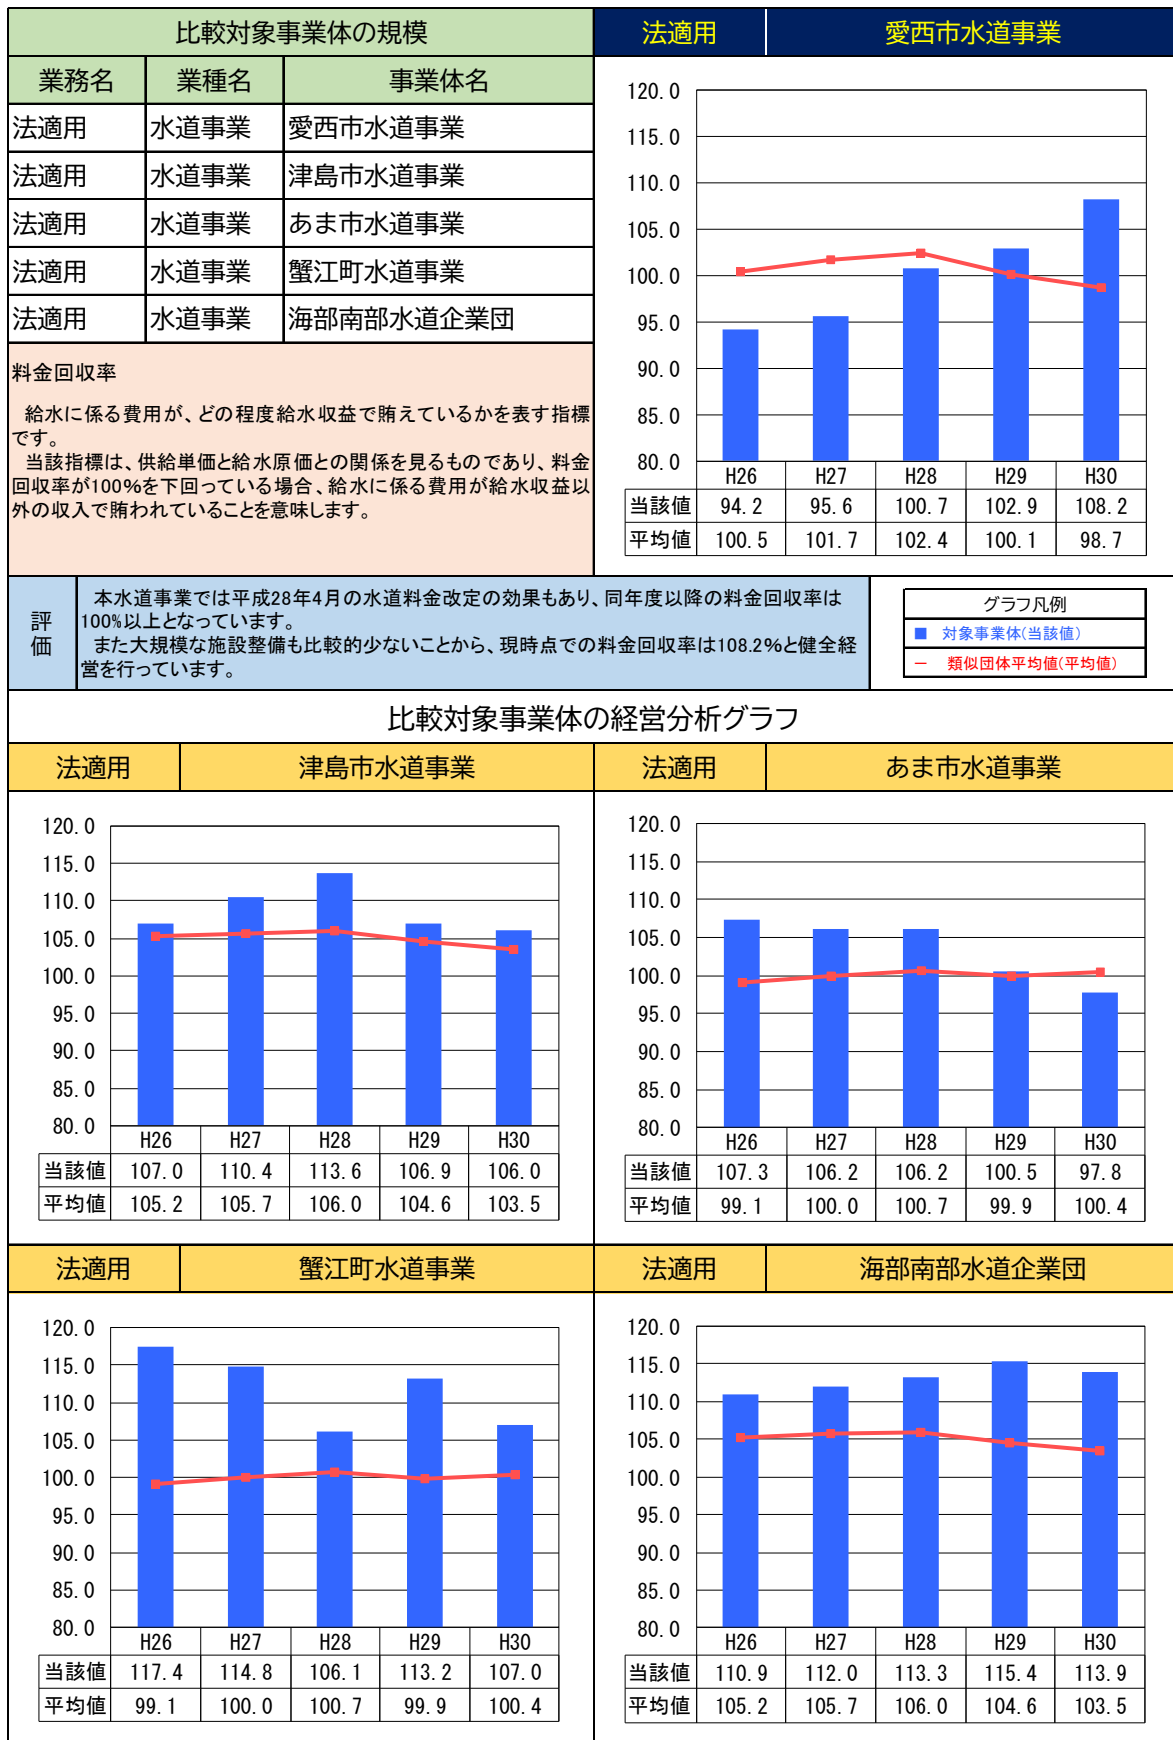 比較対象事業体の規模
業務名 業種名 事業体名
法適用 水道事業 愛西市水道事業
法適用 水道事業 津島市水道事業
法適用 水道事業 あま市水道事業
法適用 水道事業 蟹江町水道事業
法適用 水道事業 海部南部水道企業団
料金回収率
給水に係る費用が、どの程度給水収益で賄えているかを表す指標
です。
当該指標は、供給単価と給水原価との関係を見るものであり、料金
回収率が100%を下回っている場合、給水に係る費用が給水収益以
外の収入で賄われていることを意味します。
法適用 愛西市水道事業
120.0
115.0
110.0
105.0
100.0
95.0
90.0
85.0
80.0
H26 H27 H28 H29 H30
当該値 94.2 95.6 100.7 102.9 108.2
平均値 100.5 101.7 102.4 100.1 98.7
評
価
本水道事業では平成28年4月の水道料金改定の効果もあり、同年度以降の料金回収率は
100%以上となっています。
また大規模な施設整備も比較的少ないことから、現時点での料金回収率は108.2%と健全経
営を行っています。
グラフ凡例
■ 対象事業体(当該値)
― 類似団体平均値(平均値)
比較対象事業体の経営分析グラフ
法適用 津島市水道事業
120.0
115.0
110.0
105.0
100.0
95.0
90.0
85.0
80.0
H26 H27 H28 H29 H30
当該値 107.0 110.4 113.6 106.9 106.0
平均値 105.2 105.7 106.0 104.6 103.5
法適用 あま市水道事業
120.0
115.0
110.0
105.0
100.0
95.0
90.0
85.0
80.0
H26 H27 H28 H29 H30
当該値 107.3 106.2 106.2 100.5 97.8
平均値 99.1 100.0 100.7 99.9 100.4
法適用 蟹江町水道事業
120.0
115.0
110.0
105.0
100.0
95.0
90.0
85.0
80.0
H26 H27 H28 H29 H30
当該値 117.4 114.8 106.1 113.2 107.0
平均値 99.1 100.0 100.7 99.9 100.4
法適用 海部南部水道企業団
120.0
115.0
110.0
105.0
100.0
95.0
90.0
85.0
80.0
H26 H27 H28 H29 H30
当該値 110.9 112.0 113.3 115.4 113.9
平均値 105.2 105.7 106.0 104.6 103.5